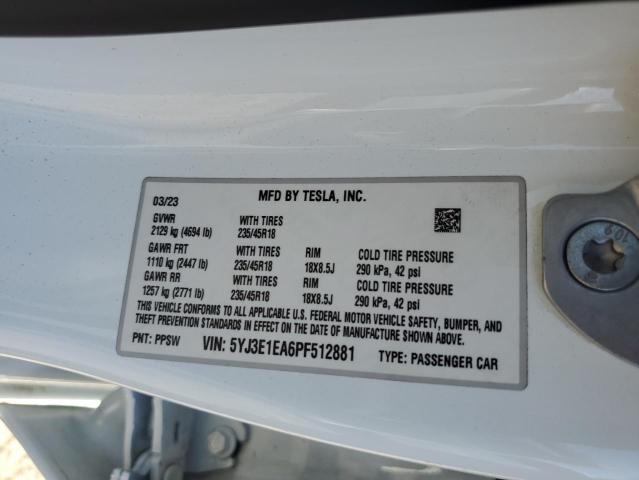 MFD BY TESLA, INC.
03/23
GVWR
2129 kg (4694 lb) WITH TIRES 235/45R18
GAWR FRT WITH TIRES RIM COLD TIRE PRESSURE
1110 kg (2447 lb) 235/45R18 18X8.5J 290 kPa, 42 psi
GAWR RR WITH TIRES RIM COLD TIRE PRESSURE
1257 kg (2771 lb) 235/45R18 18X8.5J 290 kPa, 42 psi
THIS VEHICLE CONFORMS TO ALL APPLICABLE U.S. FEDERAL MOTOR VEHICLE SAFETY, BUMPER, AND
THEFT PREVENTION STANDARDS IN EFFECT ON THE DATE OF MANUFACTURE SHOWN ABOVE.
PNT: PPSW VIN: 5YJ3E1EA6PF512881 TYPE: PASSENGER CAR
10.9